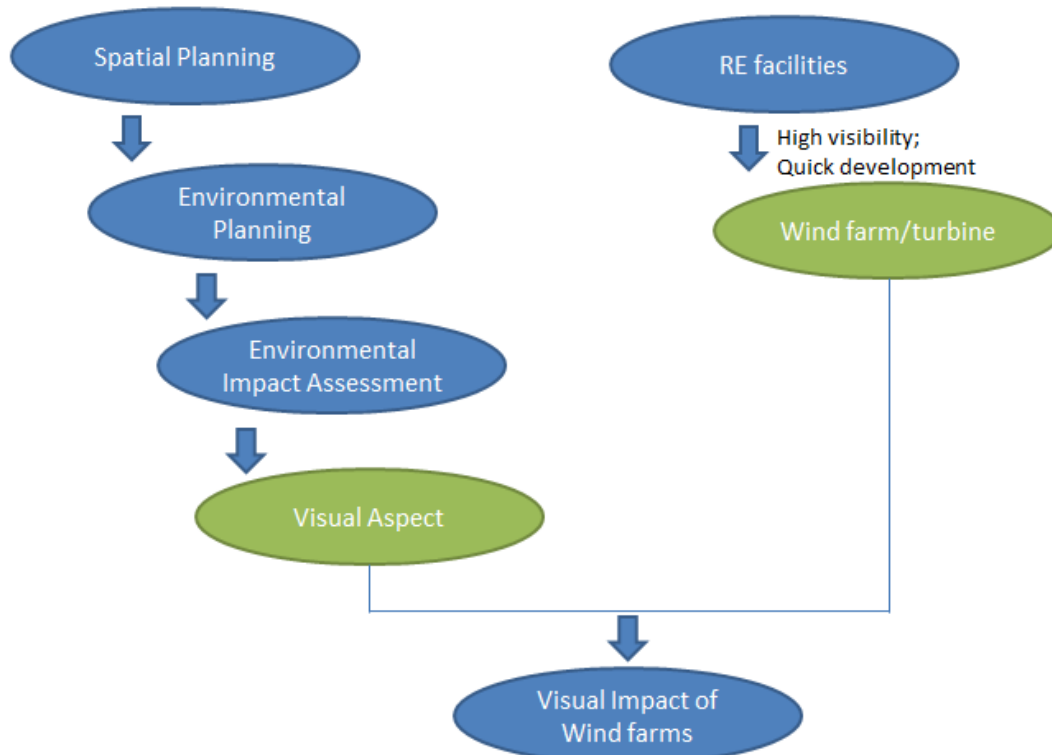 Spatial Planning
RE facilities
High visibility;
Quick development
Environmental
Planning
Wind farm/turbine
Environmental
Impact Assessment
Visual Aspect
Visual Impact of
Wind farms